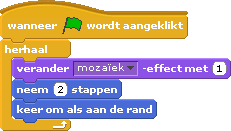 wanneer wordt aangeklikt
herhaal
verander mozaïek -effect met 1
neem 2 stappen
keer om als aan de rand